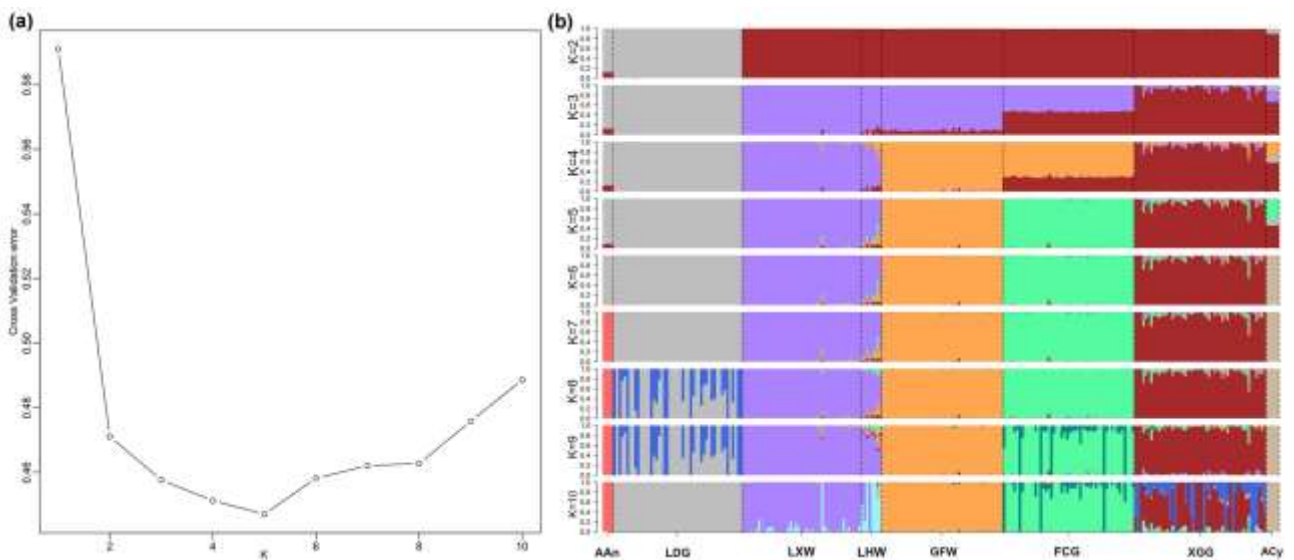 (a)
Cross Validation error
0.58
0.56
0.54
0.52
0.50
0.48
0.46
2 4 6 8 10
K
(b)
K=2
K=3
K=4
K=5
K=6
K=7
K=8
K=9
K=10
AAn LDG LXW LHW GFW FCG XGG ACy